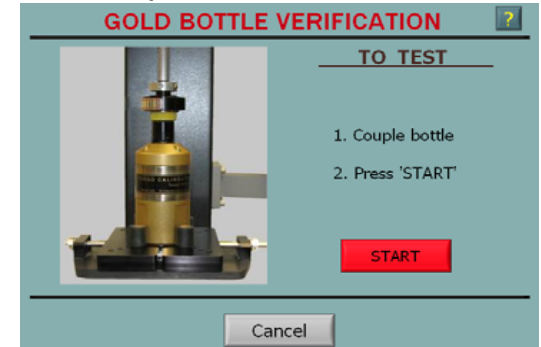 GOLD BOTTLE VERIFICATION
?
TO TEST
1. Couple bottle
2. Press 'START'
START
Cancel